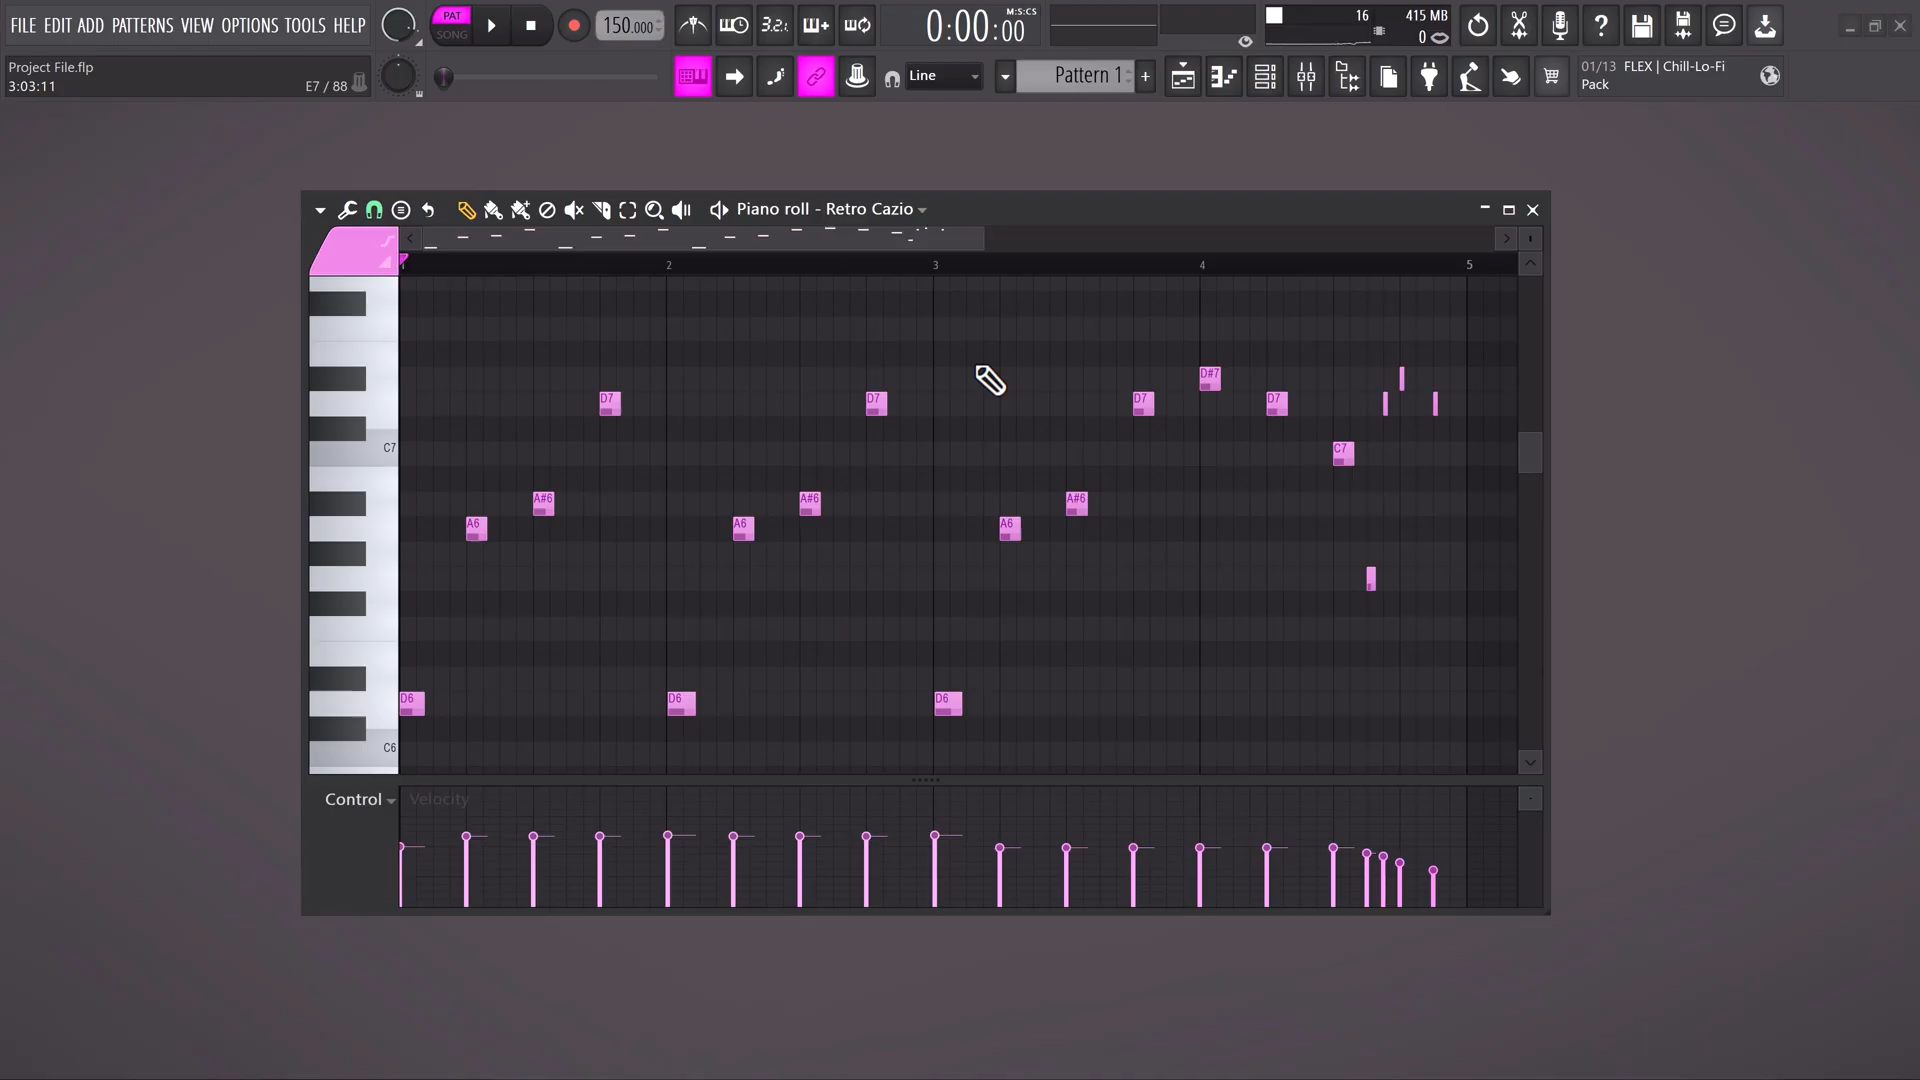 FILE EDIT ADD PATTERNS VIEW OPTIONS TOOLS HELP
PAT
SONG
150.000
3.2.
0:00:00
M:S:CS
16
415 MB
0
Project File.flp
3:03:11
E7 / 88
Line
Pattern 1
+
01/13 FLEX | Chill-Lo-Fi
Pack
Piano roll - Retro Cazio
1
2
3
4
5
D#7
D7
D7
D7
D7
C7
C7
A#6
A#6
A#6
A6
A6
A6
D6
D6
D6
C6
Control
Velocity